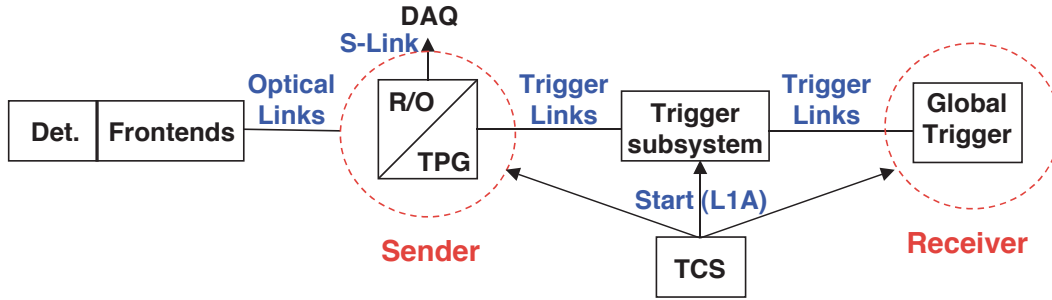 DAQ
S-Link
Optical
Links
Trigger
Links
Trigger
Links
Det.
Frontends
R/O
TPG
Trigger
subsystem
Global
Trigger
Start (L1A)
Sender
Receiver
TCS